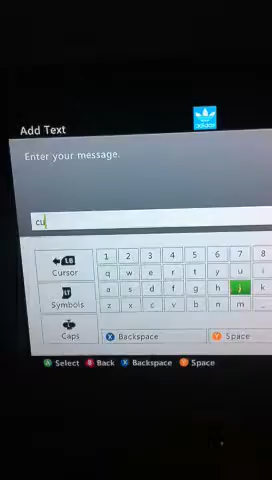 adidas
Add Text
Enter your message.
cu
LB 1 2 3 4 5 6 7 8
Cursor q w e r t y u i
LT a s d f g h j k
Symbols z x c v b n m
Caps X Backspace Y Space
A Select B Back X Backspace Y Space